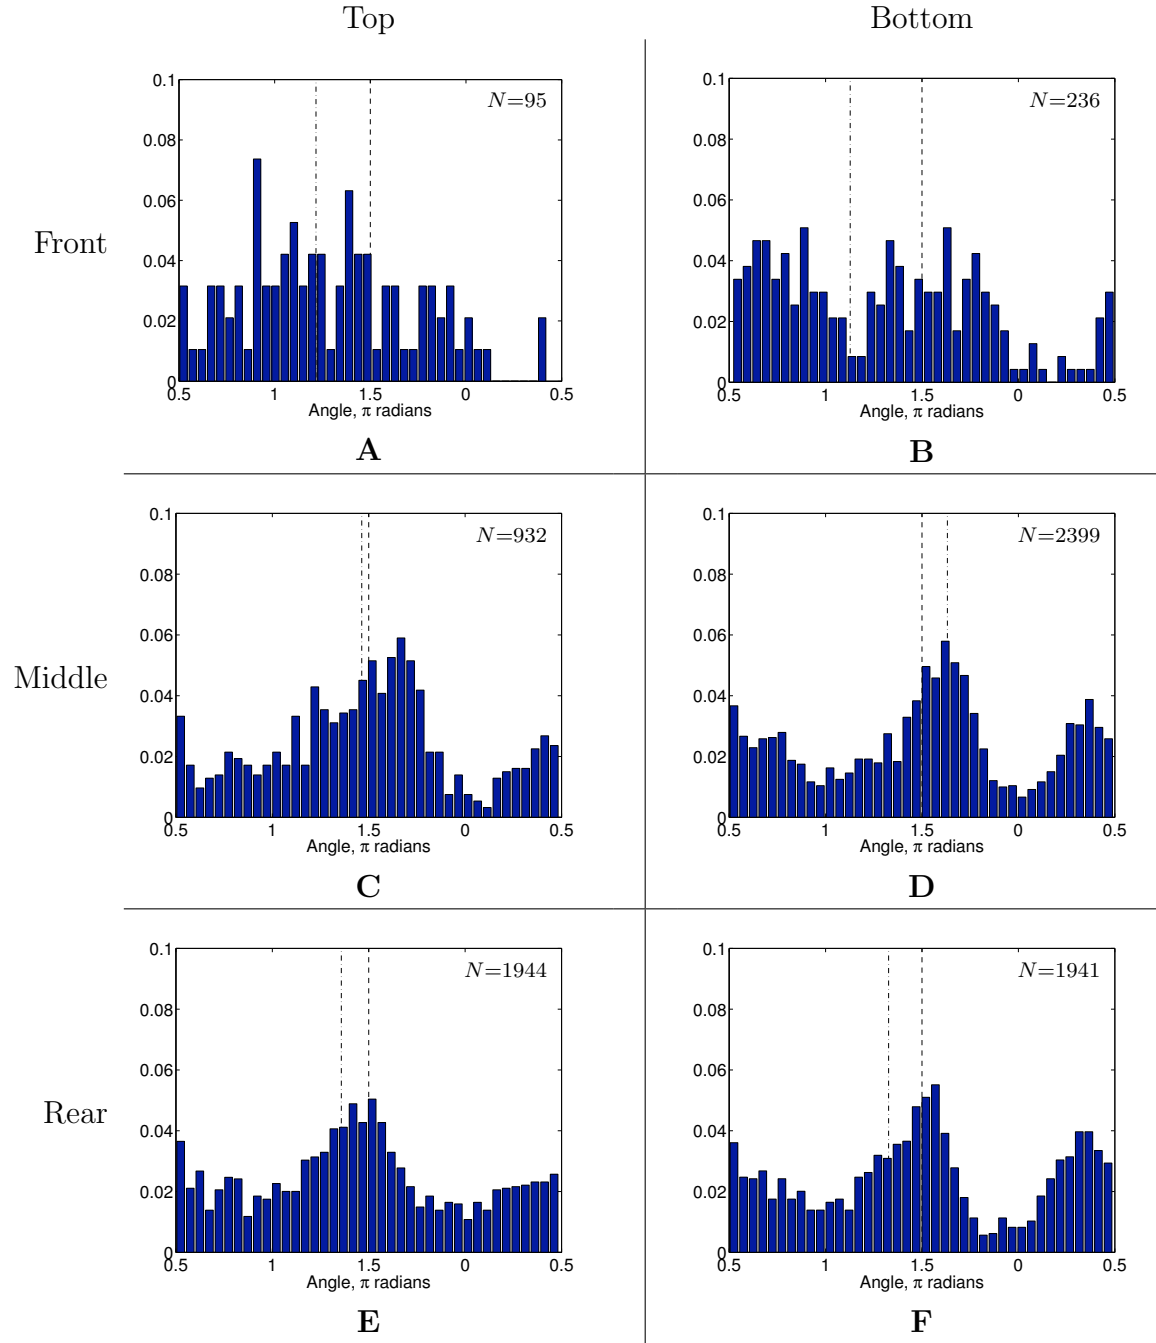 Top Bottom
Front
0.1
0.08
0.06
0.04
0.02
0
N=95
0.5 1 1.5 0 0.5
Angle, π radians
A
0.1
0.08
0.06
0.04
0.02
0
N=236
0.5 1 1.5 0 0.5
Angle, π radians
B
Middle
0.1
0.08
0.06
0.04
0.02
0
N=932
0.5 1 1.5 0 0.5
Angle, π radians
C
0.1
0.08
0.06
0.04
0.02
0
N=2399
0.5 1 1.5 0 0.5
Angle, π radians
D
Rear
0.1
0.08
0.06
0.04
0.02
0
N=1944
0.5 1 1.5 0 0.5
Angle, π radians
E
0.1
0.08
0.06
0.04
0.02
0
N=1941
0.5 1 1.5 0 0.5
Angle, π radians
F